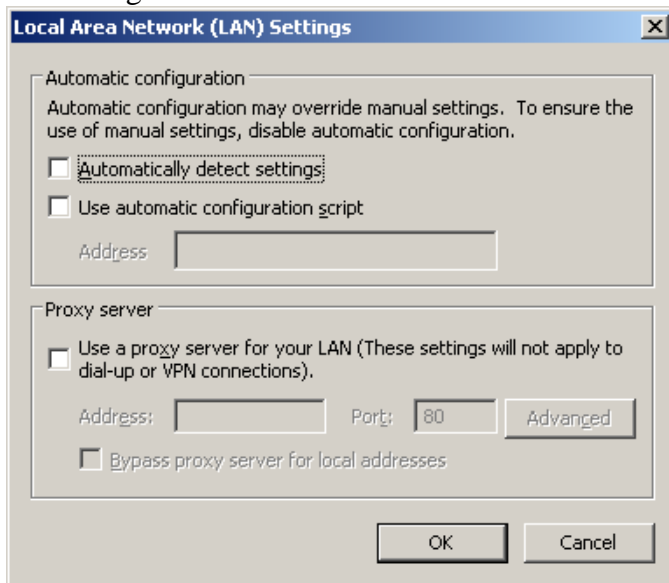 Local Area Network (LAN) Settings
Automatic configuration
Automatic configuration may override manual settings. To ensure the
use of manual settings, disable automatic configuration.
Automatically detect settings
Use automatic configuration script
Address
Proxy server
Use a proxy server for your LAN (These settings will not apply to
dial-up or VPN connections).
Address: Port: 80 Advanced
Bypass proxy server for local addresses
OK Cancel